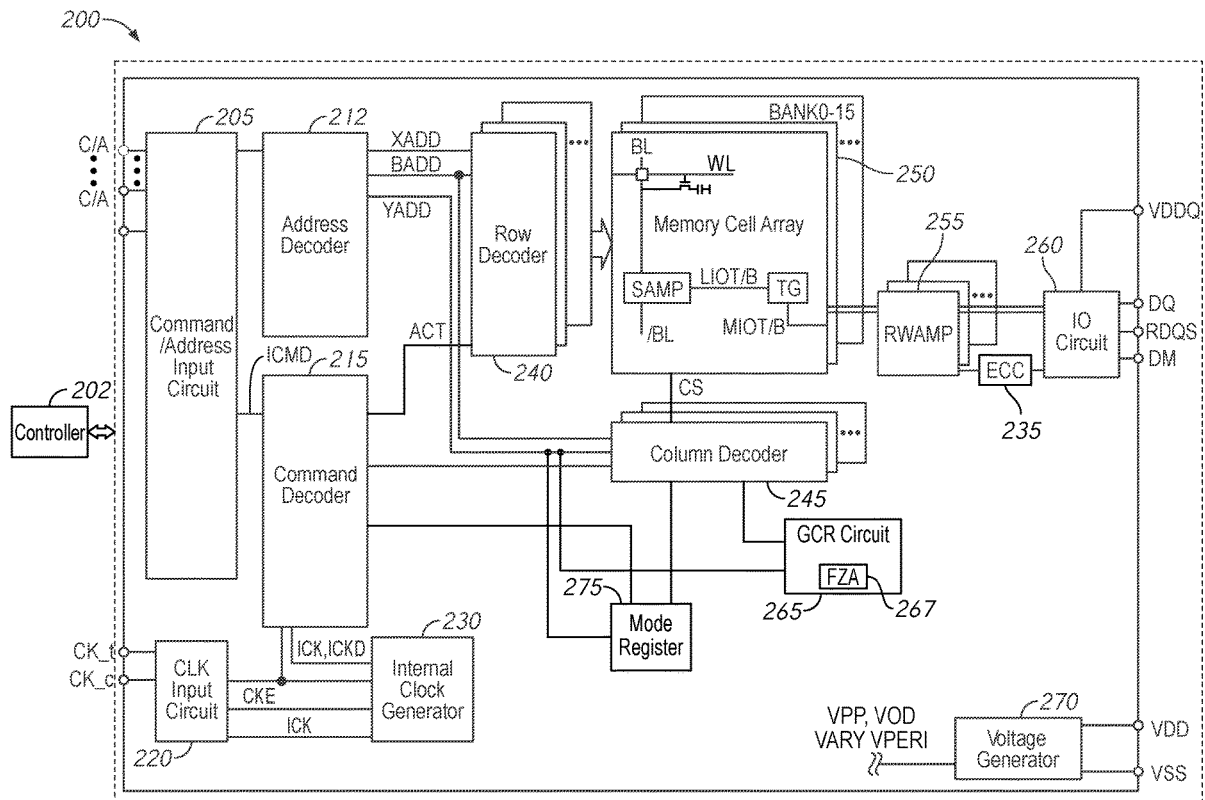 200
205
212
C/A
C/A
Command
/Address
Input
Circuit
Address
Decoder
XADD
BADD
YADD
Row
Decoder
240
ACT
BANK0-15
BL
WL
250
Memory Cell Array
SAMP
LIOT/B
TG
/BL
MIOT/B
255
RWAMP
260
IO
Circuit
VDDQ
DQ
RDQS
DM
ECC
235
ICMD
215
202
Controller
Command
Decoder
CS
Column Decoder
245
GCR Circuit
FZA
265
267
275
Mode
Register
CK_t
CK_c
CLK
Input
Circuit
220
ICK,ICKD
CKE
ICK
230
Internal
Clock
Generator
VPP, VOD
VARY VPERI
270
Voltage
Generator
VDD
VSS